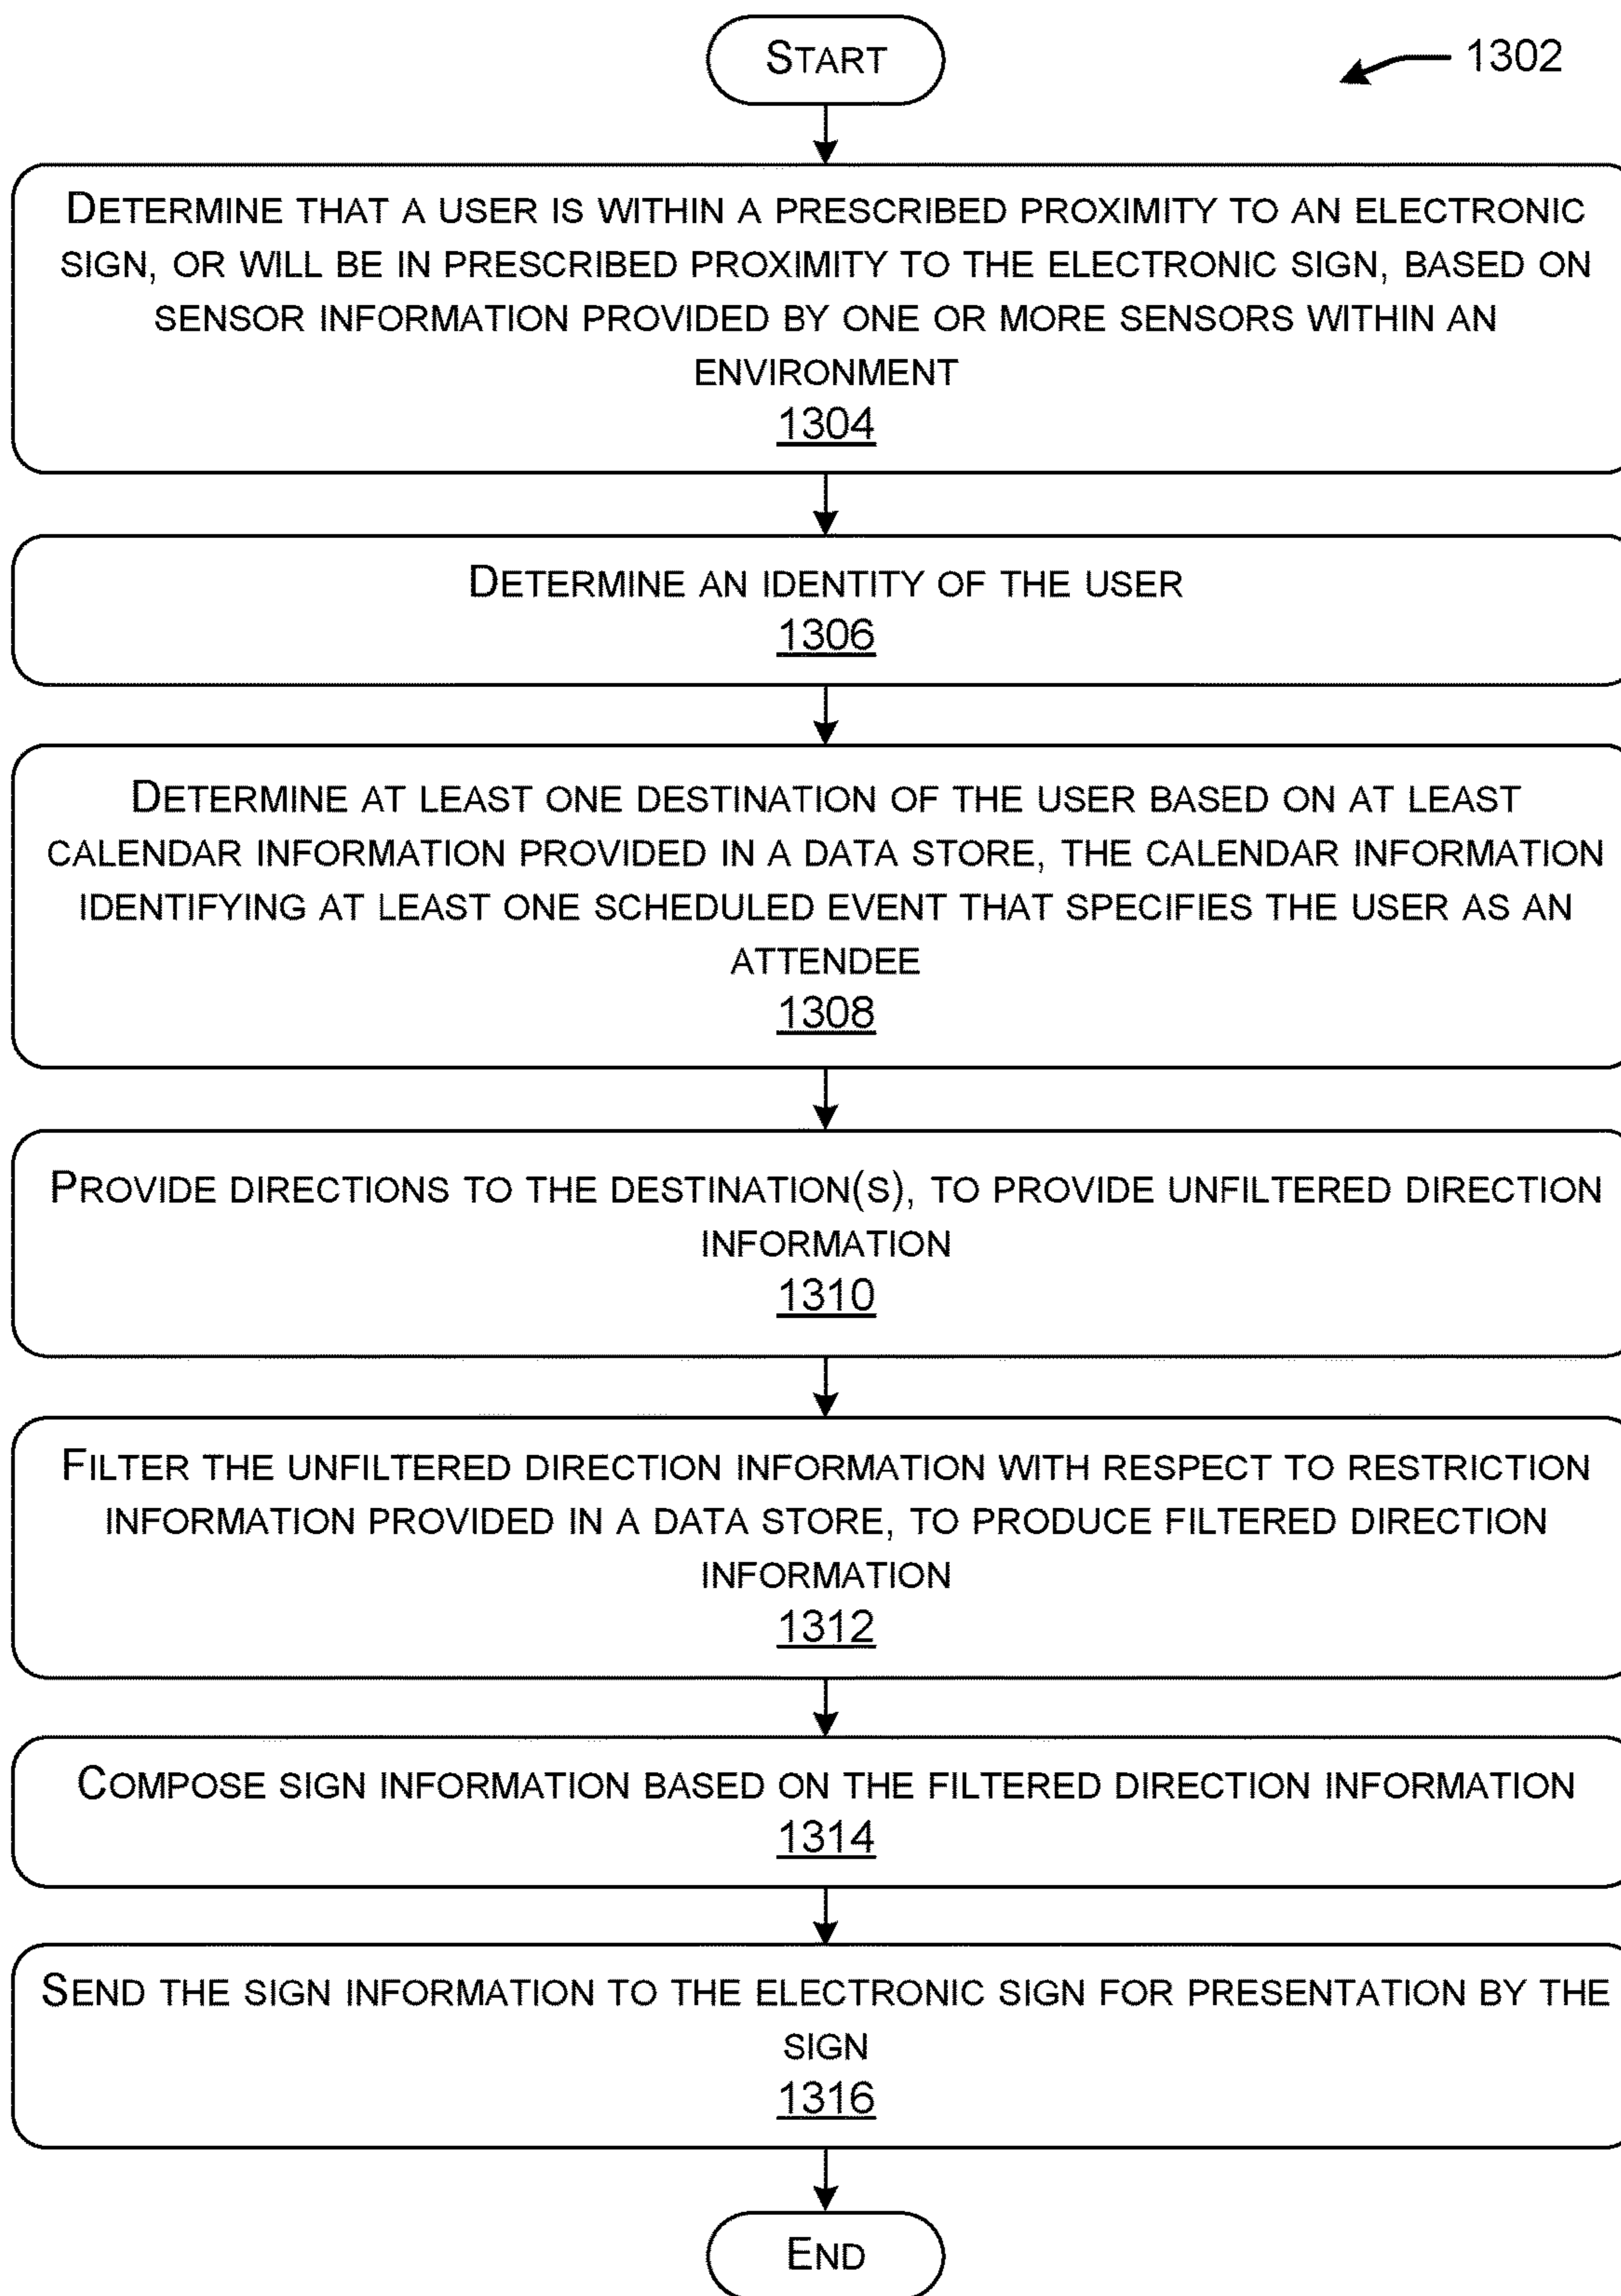 START
1302
DETERMINE THAT A USER IS WITHIN A PRESCRIBED PROXIMITY TO AN ELECTRONIC
SIGN, OR WILL BE IN PRESCRIBED PROXIMITY TO THE ELECTRONIC SIGN, BASED ON
SENSOR INFORMATION PROVIDED BY ONE OR MORE SENSORS WITHIN AN
ENVIRONMENT
1304
DETERMINE AN IDENTITY OF THE USER
1306
DETERMINE AT LEAST ONE DESTINATION OF THE USER BASED ON AT LEAST
CALENDAR INFORMATION PROVIDED IN A DATA STORE, THE CALENDAR INFORMATION
IDENTIFYING AT LEAST ONE SCHEDULED EVENT THAT SPECIFIES THE USER AS AN
ATTENDEE
1308
PROVIDE DIRECTIONS TO THE DESTINATION(S), TO PROVIDE UNFILTERED DIRECTION
INFORMATION
1310
FILTER THE UNFILTERED DIRECTION INFORMATION WITH RESPECT TO RESTRICTION
INFORMATION PROVIDED IN A DATA STORE, TO PRODUCE FILTERED DIRECTION
INFORMATION
1312
COMPOSE SIGN INFORMATION BASED ON THE FILTERED DIRECTION INFORMATION
1314
SEND THE SIGN INFORMATION TO THE ELECTRONIC SIGN FOR PRESENTATION BY THE
SIGN
1316
END